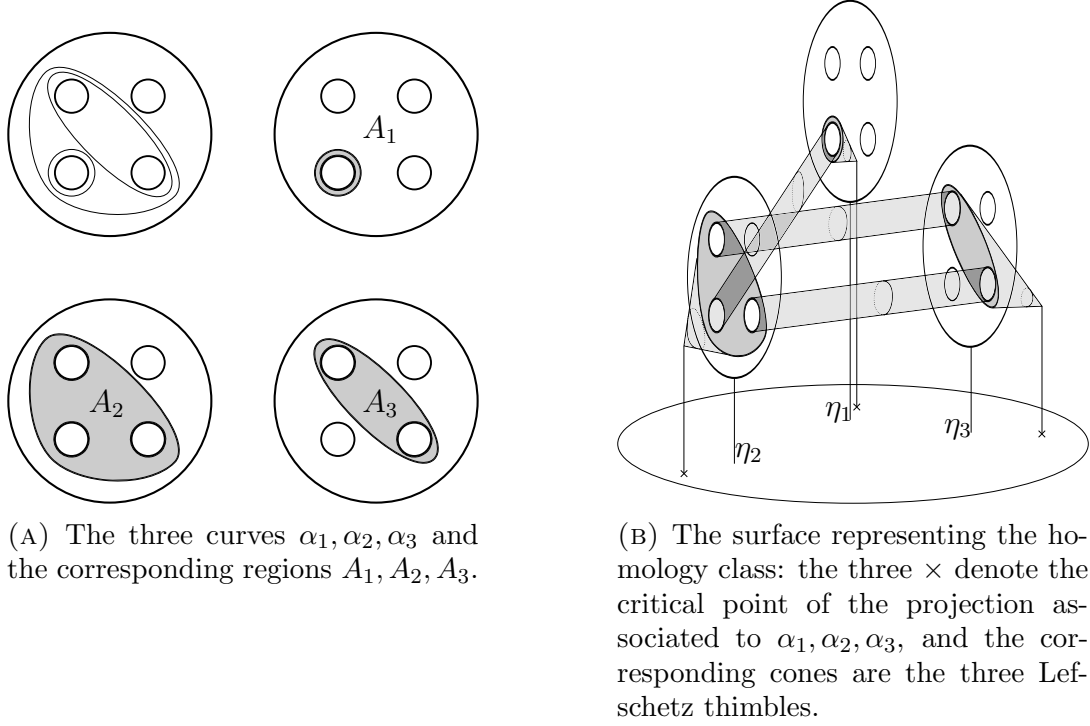 A₁
A₂
A₃
η₁
η₂
η₃
(A) The three curves α₁, α₂, α₃ and
the corresponding regions A₁, A₂, A₃.
(B) The surface representing the ho-
mology class: the three × denote the
critical point of the projection as-
sociated to α₁, α₂, α₃, and the cor-
responding cones are the three Lef-
schetz thimbles.